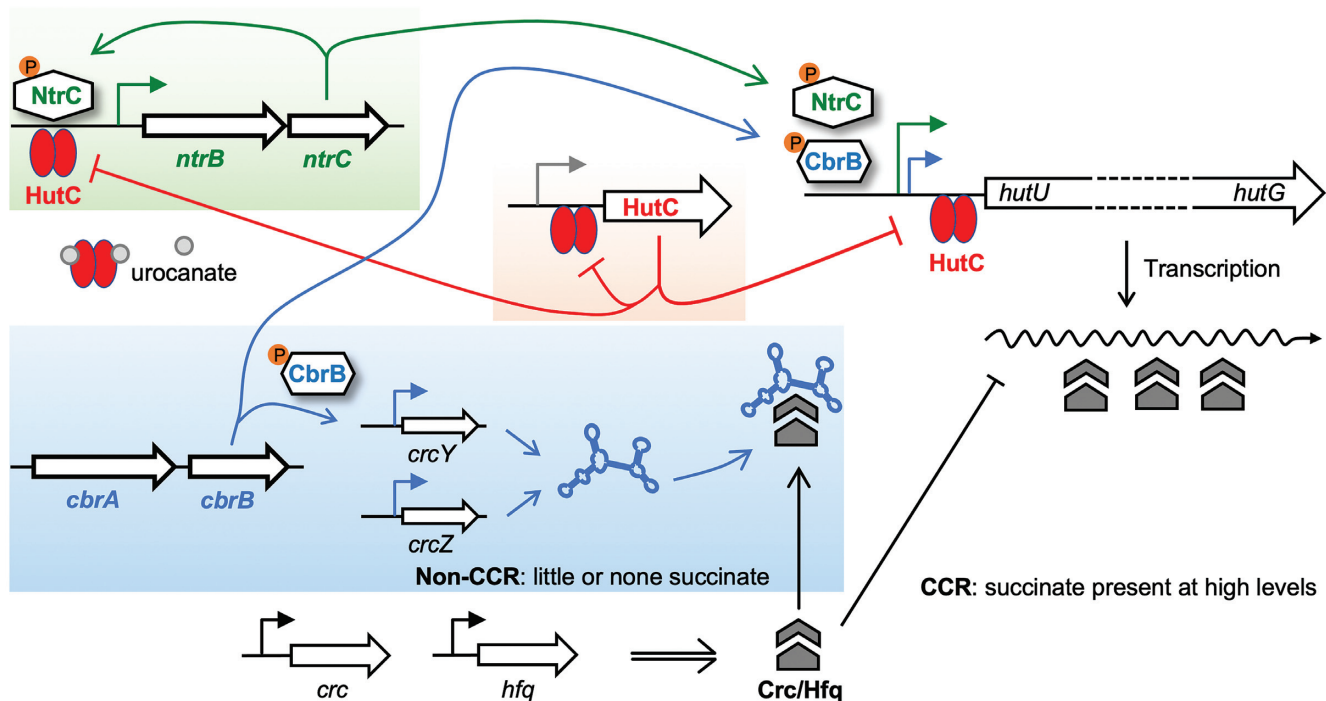 P
NtrC
HutC
ntrB
ntrC
P
NtrC
P
CbrB
hutU
hutG
HutC
HutC
urocanate
Transcription
P
CbrB
cbrA
cbrB
crcY
crcZ
Non-CCR: little or none succinate
CCR: succinate present at high levels
crc
hfq
Crc/Hfq